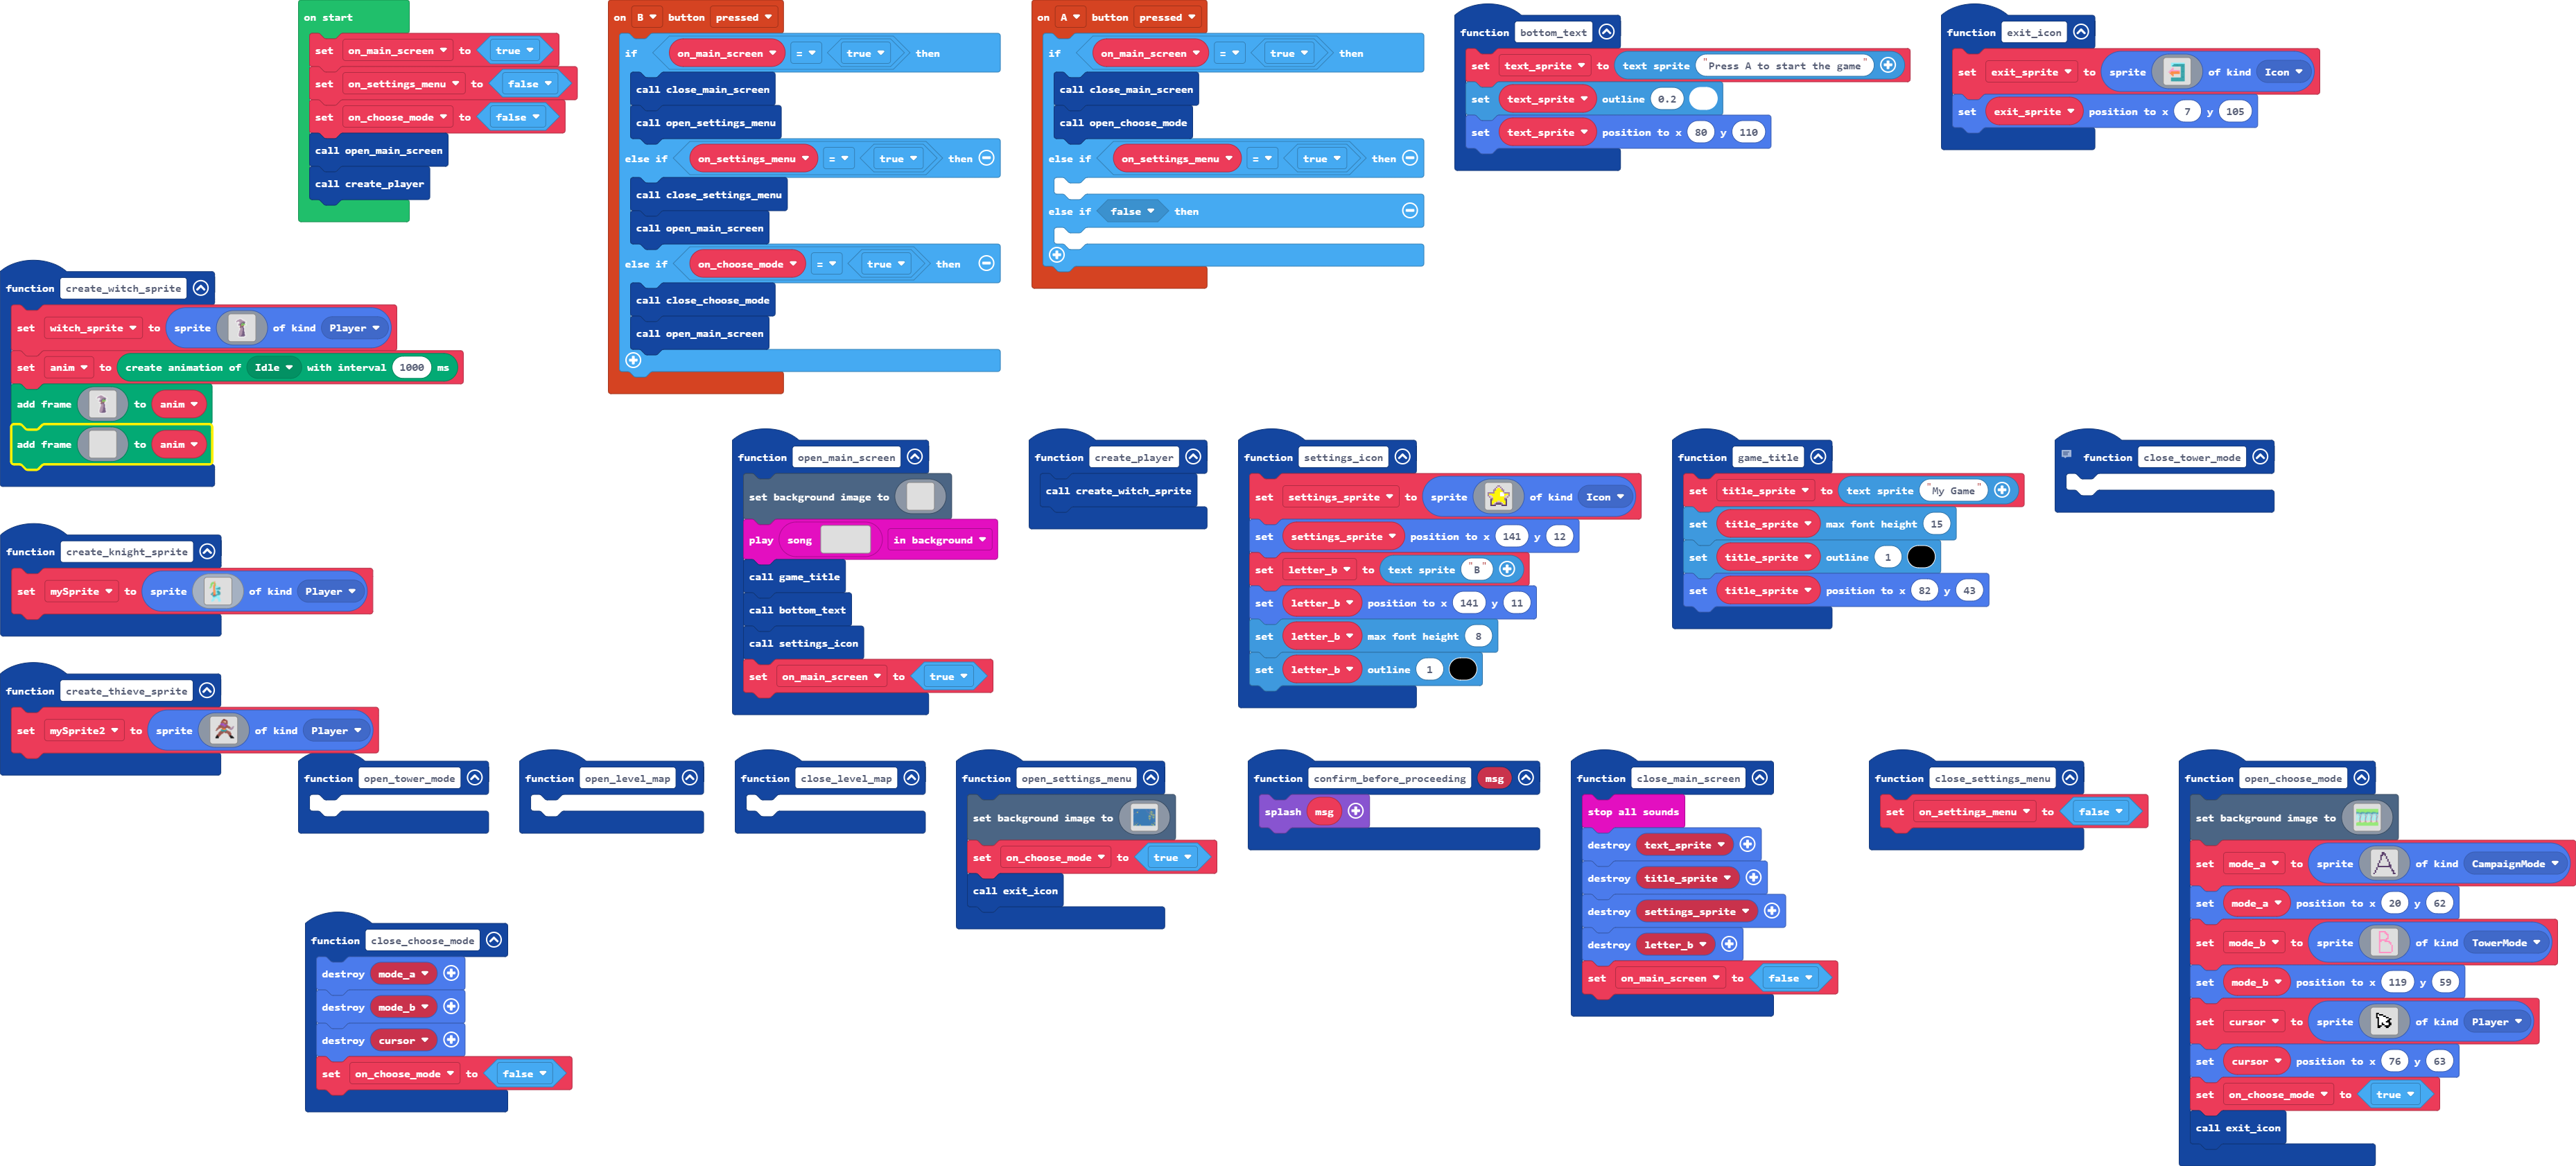 on start
set on_main_screen to true
set on_settings_menu to false
set on_choose_mode to false
call open_main_screen
call create_player
on B button pressed
if on_main_screen = true then
call close_main_screen
call open_settings_menu
else if on_settings_menu = true then
call close_settings_menu
call open_main_screen
else if on_choose_mode = true then
call close_choose_mode
call open_main_screen
on A button pressed
if on_main_screen = true then
call close_main_screen
call open_choose_mode
else if on_settings_menu = true then
else if false then
function bottom_text
set text_sprite to text sprite "Press A to start the game"
set text_sprite outline 0.2
set text_sprite position to x 80 y 110
function exit_icon
set exit_sprite to sprite of kind Icon
set exit_sprite position to x 7 y 105
function create_witch_sprite
set witch_sprite to sprite of kind Player
set anim to create animation of Idle with interval 1000 ms
add frame to anim
add frame to anim
function create_knight_sprite
set mySprite to sprite of kind Player
function create_thieve_sprite
set mySprite2 to sprite of kind Player
function open_main_screen
set background image to
play song in background
call game_title
call bottom_text
call settings_icon
set on_main_screen to true
function create_player
call create_witch_sprite
function settings_icon
set settings_sprite to sprite of kind Icon
set settings_sprite position to x 141 y 12
set letter_b to text sprite "B"
set letter_b position to x 141 y 11
set letter_b max font height 8
set letter_b outline 1
function game_title
set title_sprite to text sprite "My Game"
set title_sprite max font height 15
set title_sprite outline 1
set title_sprite position to x 82 y 43
function close_tower_mode
function open_tower_mode
function open_level_map
function close_level_map
function open_settings_menu
set background image to
set on_choose_mode to true
call exit_icon
function confirm_before_proceeding msg
splash msg
function close_main_screen
stop all sounds
destroy text_sprite
destroy title_sprite
destroy settings_sprite
destroy letter_b
set on_main_screen to false
function close_settings_menu
set on_settings_menu to false
function open_choose_mode
set background image to
set mode_a to sprite A of kind CampaignMode
set mode_a position to x 20 y 62
set mode_b to sprite B of kind TowerMode
set mode_b position to x 119 y 59
set cursor to sprite of kind Player
set cursor position to x 76 y 63
set on_choose_mode to true
call exit_icon
function close_choose_mode
destroy mode_a
destroy mode_b
destroy cursor
set on_choose_mode to false